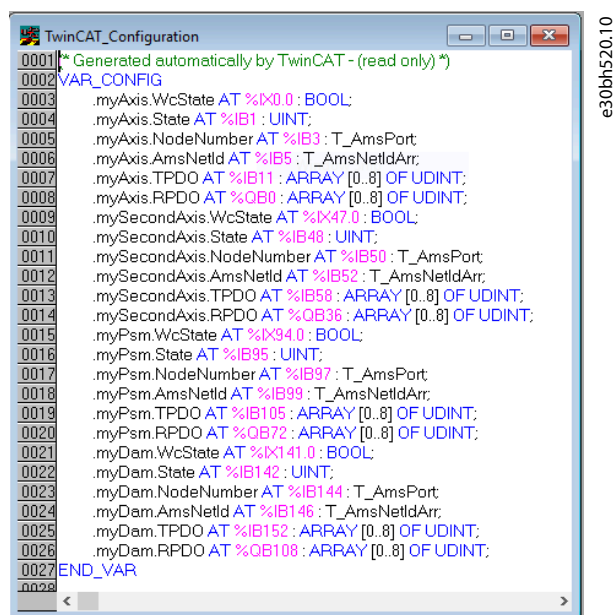 TwinCAT_Configuration
0001 (* Generated automatically by TwinCAT - (read only) *)
0002 VAR_CONFIG
0003 .myAxis.WcState AT %IX0.0 : BOOL;
0004 .myAxis.State AT %IB1 : UINT;
0005 .myAxis.NodeNumber AT %IB3 : T_AmsPort;
0006 .myAxis.AmsNetId AT %IB5 : T_AmsNetIdArr;
0007 .myAxis.TPDO AT %IB11 : ARRAY [0..8] OF UDINT;
0008 .myAxis.RPDO AT %QB0 : ARRAY [0..8] OF UDINT;
0009 .mySecondAxis.WcState AT %IX47.0 : BOOL;
0010 .mySecondAxis.State AT %IB48 : UINT;
0011 .mySecondAxis.NodeNumber AT %IB50 : T_AmsPort;
0012 .mySecondAxis.AmsNetId AT %IB52 : T_AmsNetIdArr;
0013 .mySecondAxis.TPDO AT %IB58 : ARRAY [0..8] OF UDINT;
0014 .mySecondAxis.RPDO AT %QB36 : ARRAY [0..8] OF UDINT;
0015 .myPsm.WcState AT %IX94.0 : BOOL;
0016 .myPsm.State AT %IB95 : UINT;
0017 .myPsm.NodeNumber AT %IB97 : T_AmsPort;
0018 .myPsm.AmsNetId AT %IB99 : T_AmsNetIdArr;
0019 .myPsm.TPDO AT %IB105 : ARRAY [0..8] OF UDINT;
0020 .myPsm.RPDO AT %QB72 : ARRAY [0..8] OF UDINT;
0021 .myDam.WcState AT %IX141.0 : BOOL;
0022 .myDam.State AT %IB142 : UINT;
0023 .myDam.NodeNumber AT %IB144 : T_AmsPort;
0024 .myDam.AmsNetId AT %IB146 : T_AmsNetIdArr;
0025 .myDam.TPDO AT %IB152 : ARRAY [0..8] OF UDINT;
0026 .myDam.RPDO AT %QB108 : ARRAY [0..8] OF UDINT;
0027 END_VAR
0028
e30bh520.10